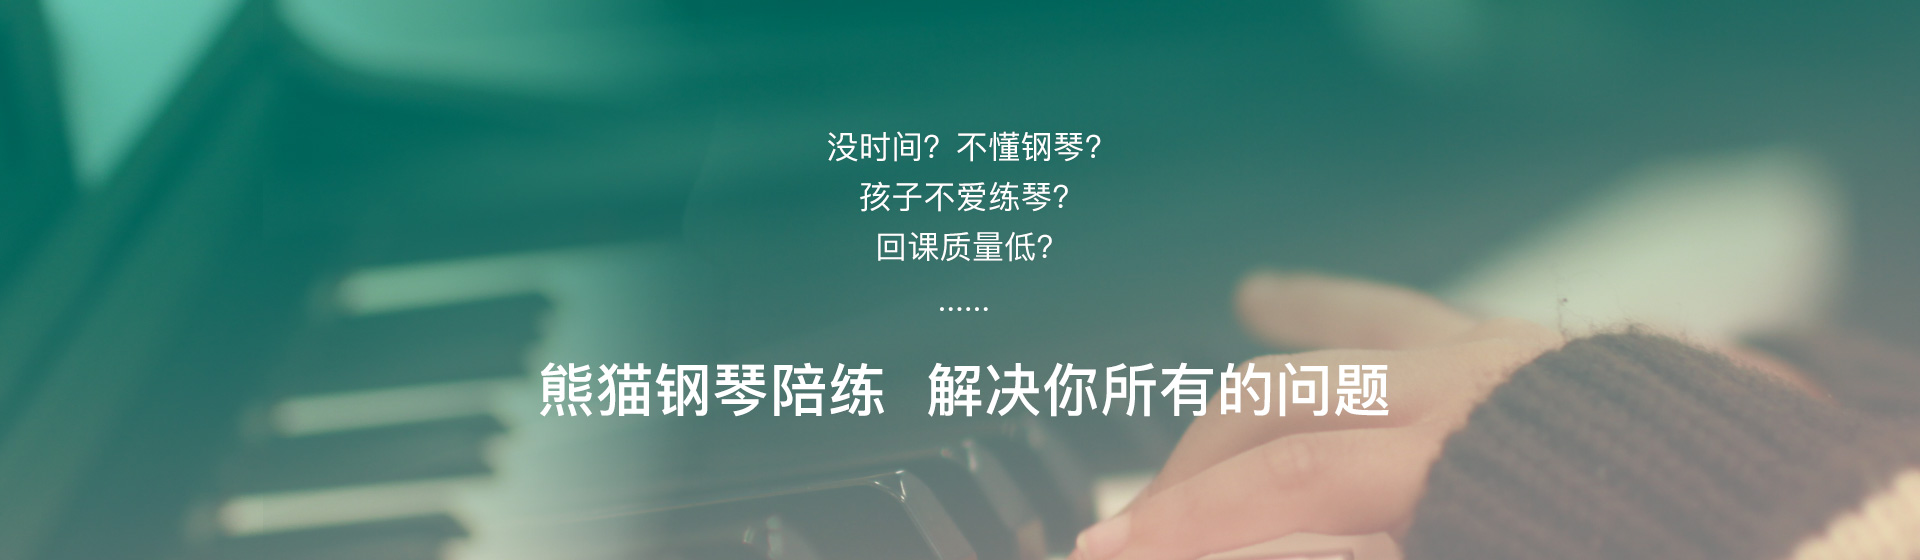 没时间？不懂钢琴？
孩子不爱练琴？
回课质量低？
......
熊猫钢琴陪练 解决你所有的问题